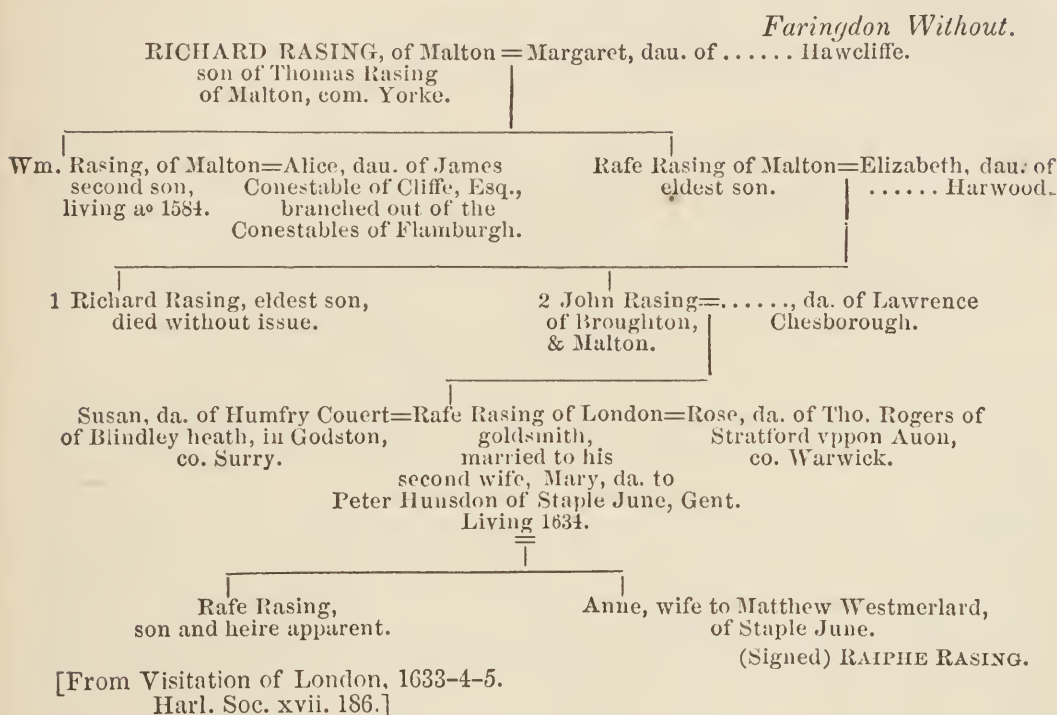 Faringdon Without.
RICHARD RASING, of Malton = Margaret, dau. of ...... Hawcliffe.
son of Thomas Rasing
of Malton, com. Yorke.
Wm. Rasing, of Malton=Alice, dau. of James
second son, Conestable of Cliffe, Esq.,
living ao 1584. branched out of the
Conestables of Flamburgh.
Rafe Rasing of Malton=Elizabeth, dau. of
eldest son. ...... Harwood.
1 Richard Rasing, eldest son,
died without issue.
2 John Rasing=......, da. of Lawrence
of Broughton, Chesborough.
& Malton.
Susan, da. of Humfry Couert=Rafe Rasing of London=Rose, da. of Tho. Rogers of
of Blindley heath, in Godston, goldsmith, Stratford vppon Auon,
co. Surry. married to his co. Warwick.
second wife, Mary, da. to
Peter Hunsdon of Staple June, Gent.
Living 1634.
Rafe Rasing,
son and heire apparent.
Anne, wife to Matthew Westmerlard,
of Staple June.
(Signed) RAIPHE RASING.
[From Visitation of London, 1633-4-5.
Harl. Soc. xvii. 186.]